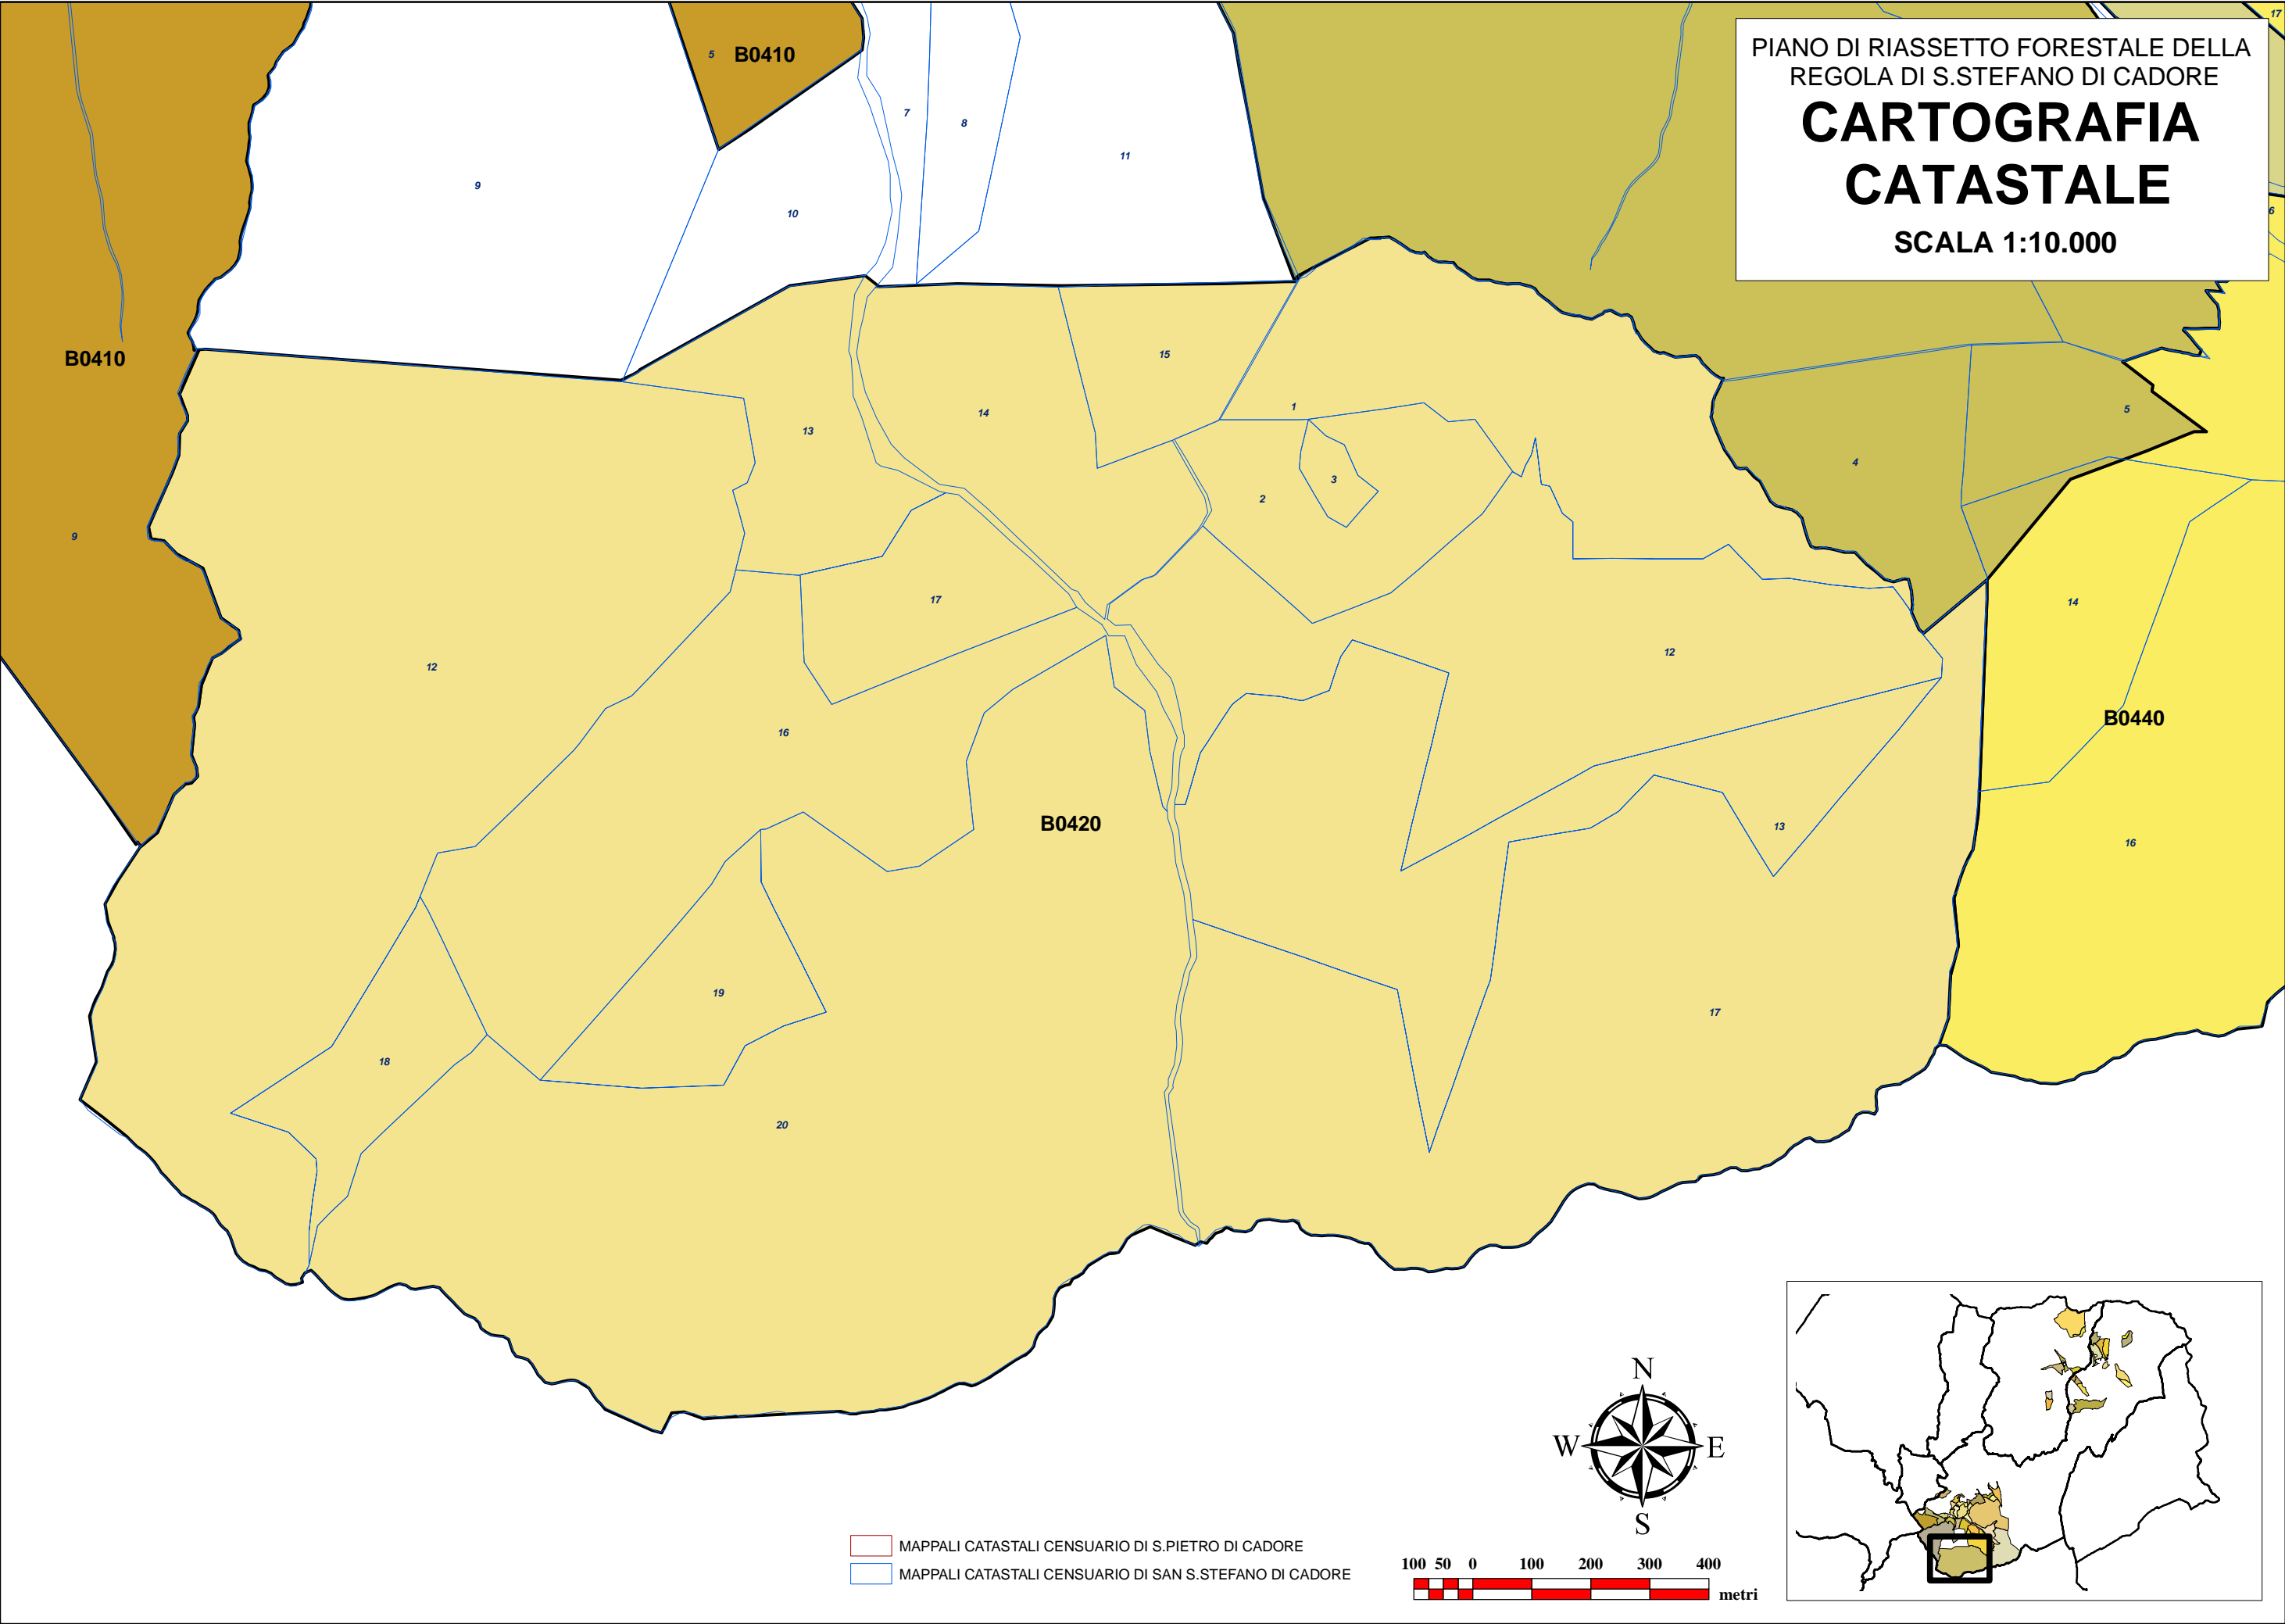 PIANO DI RIASSETTO FORESTALE DELLA
REGOLA DI S.STEFANO DI CADORE
CARTOGRAFIA
CATASTALE
SCALA 1:10.000
17
5 B0410
7
8
11
9
10
6
B0410
15
1
5
13
14
4
3
2
9
17
14
12
12
B0440
16
B0420
13
16
19
17
18
20
N
W E
S
MAPPALI CATASTALI CENSUARIO DI S.PIETRO DI CADORE
MAPPALI CATASTALI CENSUARIO DI SAN S.STEFANO DI CADORE
100 50 0 100 200 300 400
metri